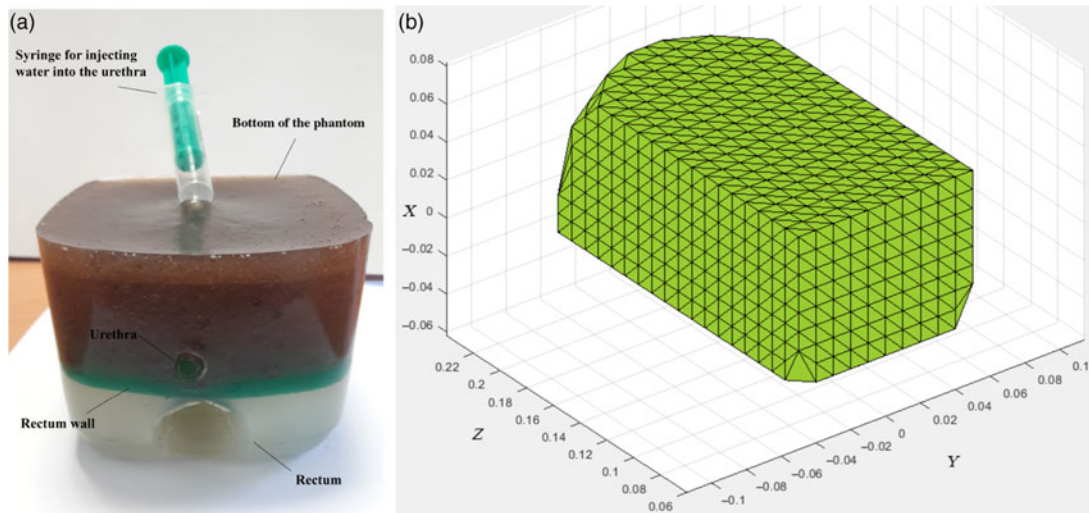 (a)
Syringe for injecting
water into the urethra
Bottom of the phantom
Urethra
Rectum wall
Rectum
(b)
0.08
0.06
0.04
0.02
X 0
−0.02
−0.04
−0.06
0.22
0.2
0.18
0.16
0.14
0.12
0.1
0.08
0.06
Z
−0.1
−0.08
−0.06
−0.04
−0.02
0
0.02
0.04
0.06
0.08
0.1
Y